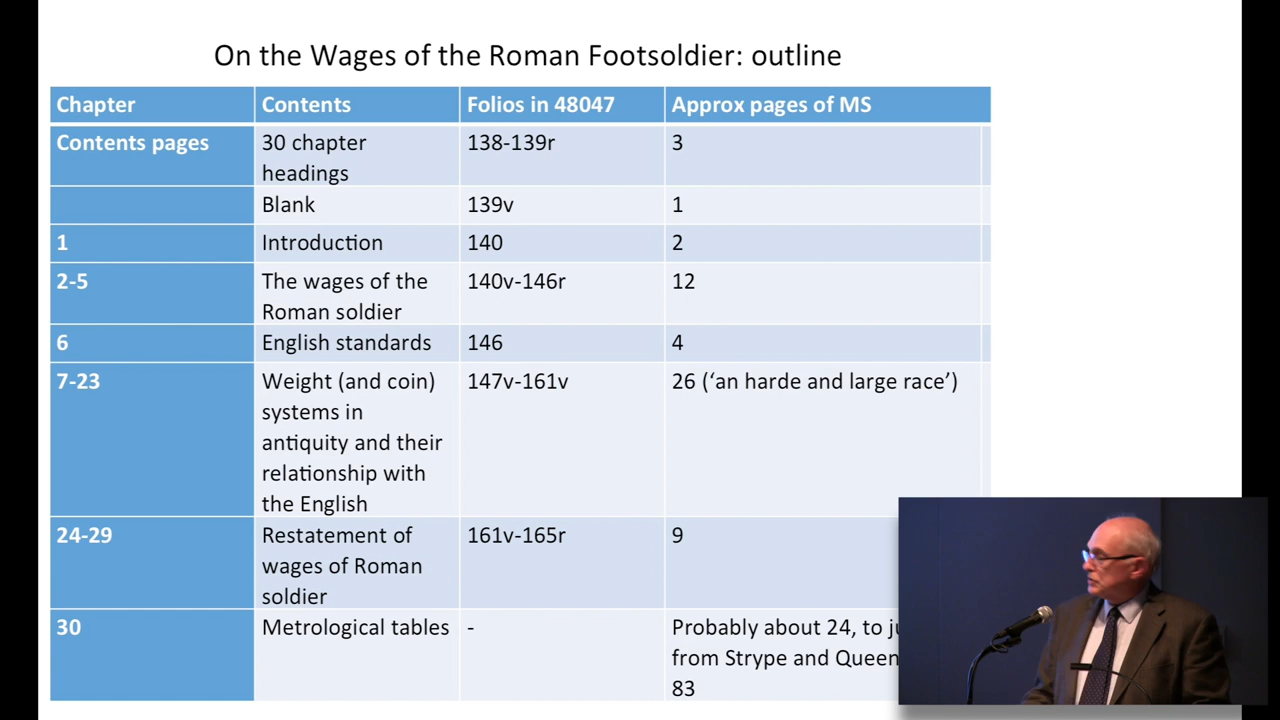 On the Wages of the Roman Footsoldier: outline
Chapter Contents Folios in 48047 Approx pages of MS
Contents pages 30 chapter 138-139r 3
headings
Blank 139v 1
1 Introduction 140 2
2-5 The wages of the 140v-146r 12
Roman soldier
6 English standards 146 4
7-23 Weight (and coin) 147v-161v 26 (‘an harde and large race’)
systems in
antiquity and their
relationship with
the English
24-29 Restatement of 161v-165r 9
wages of Roman
soldier
30 Metrological tables - Probably about 24, to
from Strype and Queen
83